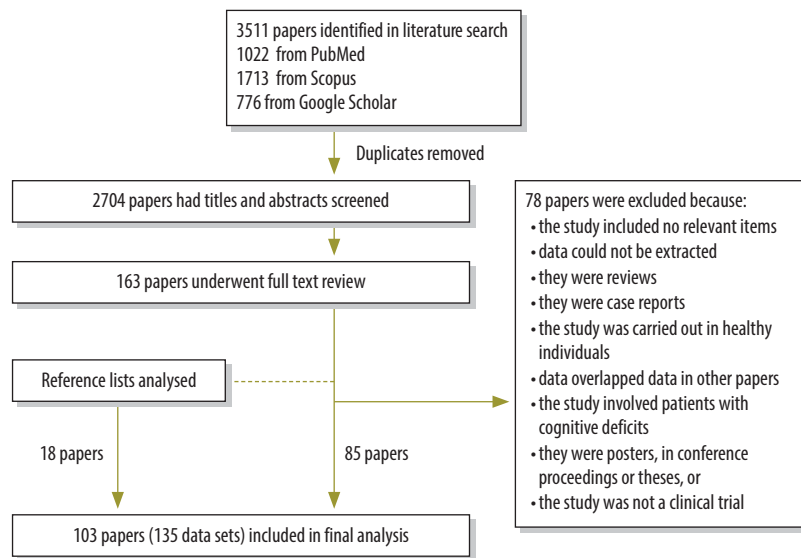 3511 papers identified in literature search
1022 from PubMed
1713 from Scopus
776 from Google Scholar
Duplicates removed
2704 papers had titles and abstracts screened
163 papers underwent full text review
78 papers were excluded because:
• the study included no relevant items
• data could not be extracted
• they were reviews
• they were case reports
• the study was carried out in healthy
individuals
• data overlapped data in other papers
• the study involved patients with
cognitive deficits
• they were posters, in conference
proceedings or theses, or
• the study was not a clinical trial
Reference lists analysed
18 papers
85 papers
103 papers (135 data sets) included in final analysis